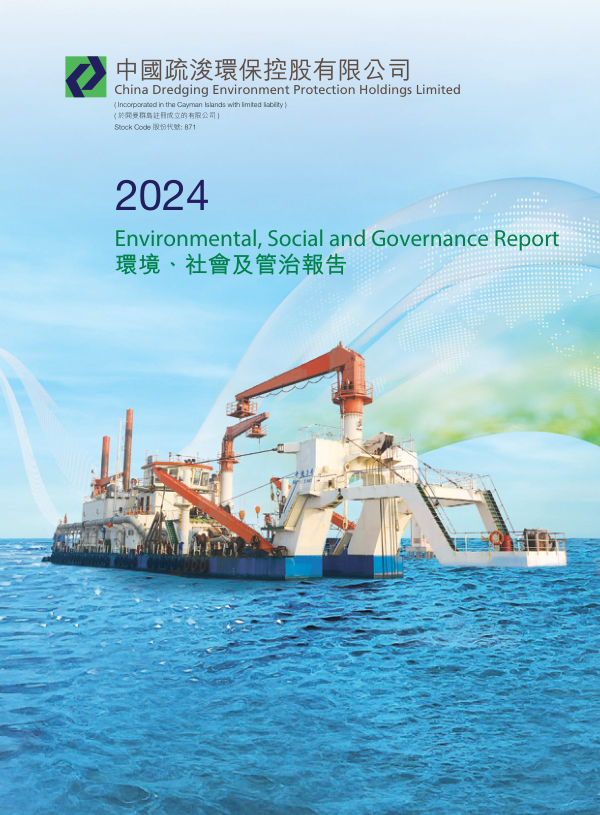 中國疏浚環保控股有限公司
China Dredging Environment Protection Holdings Limited
( Incorporated in the Cayman Islands with limited liability )
( 於開曼群島註冊成立的有限公司 )
Stock Code 股份代號: 871
2024
Environmental, Social and Governance Report
環境、社會及管治報告